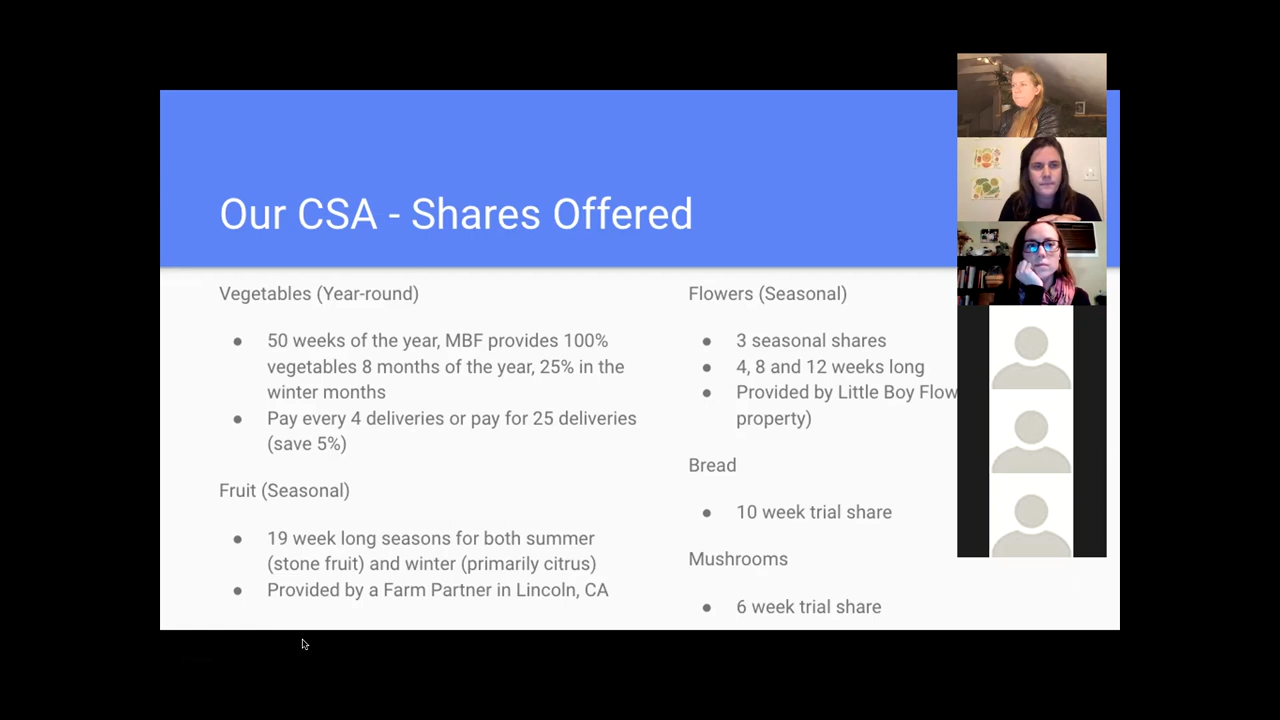 Our CSA - Shares Offered
Vegetables (Year-round)
● 50 weeks of the year, MBF provides 100%
vegetables 8 months of the year, 25% in the
winter months
● Pay every 4 deliveries or pay for 25 deliveries
(save 5%)
Fruit (Seasonal)
● 19 week long seasons for both summer
(stone fruit) and winter (primarily citrus)
● Provided by a Farm Partner in Lincoln, CA
Flowers (Seasonal)
● 3 seasonal shares
● 4, 8 and 12 weeks long
● Provided by Little Boy Flow
property)
Bread
● 10 week trial share
Mushrooms
● 6 week trial share